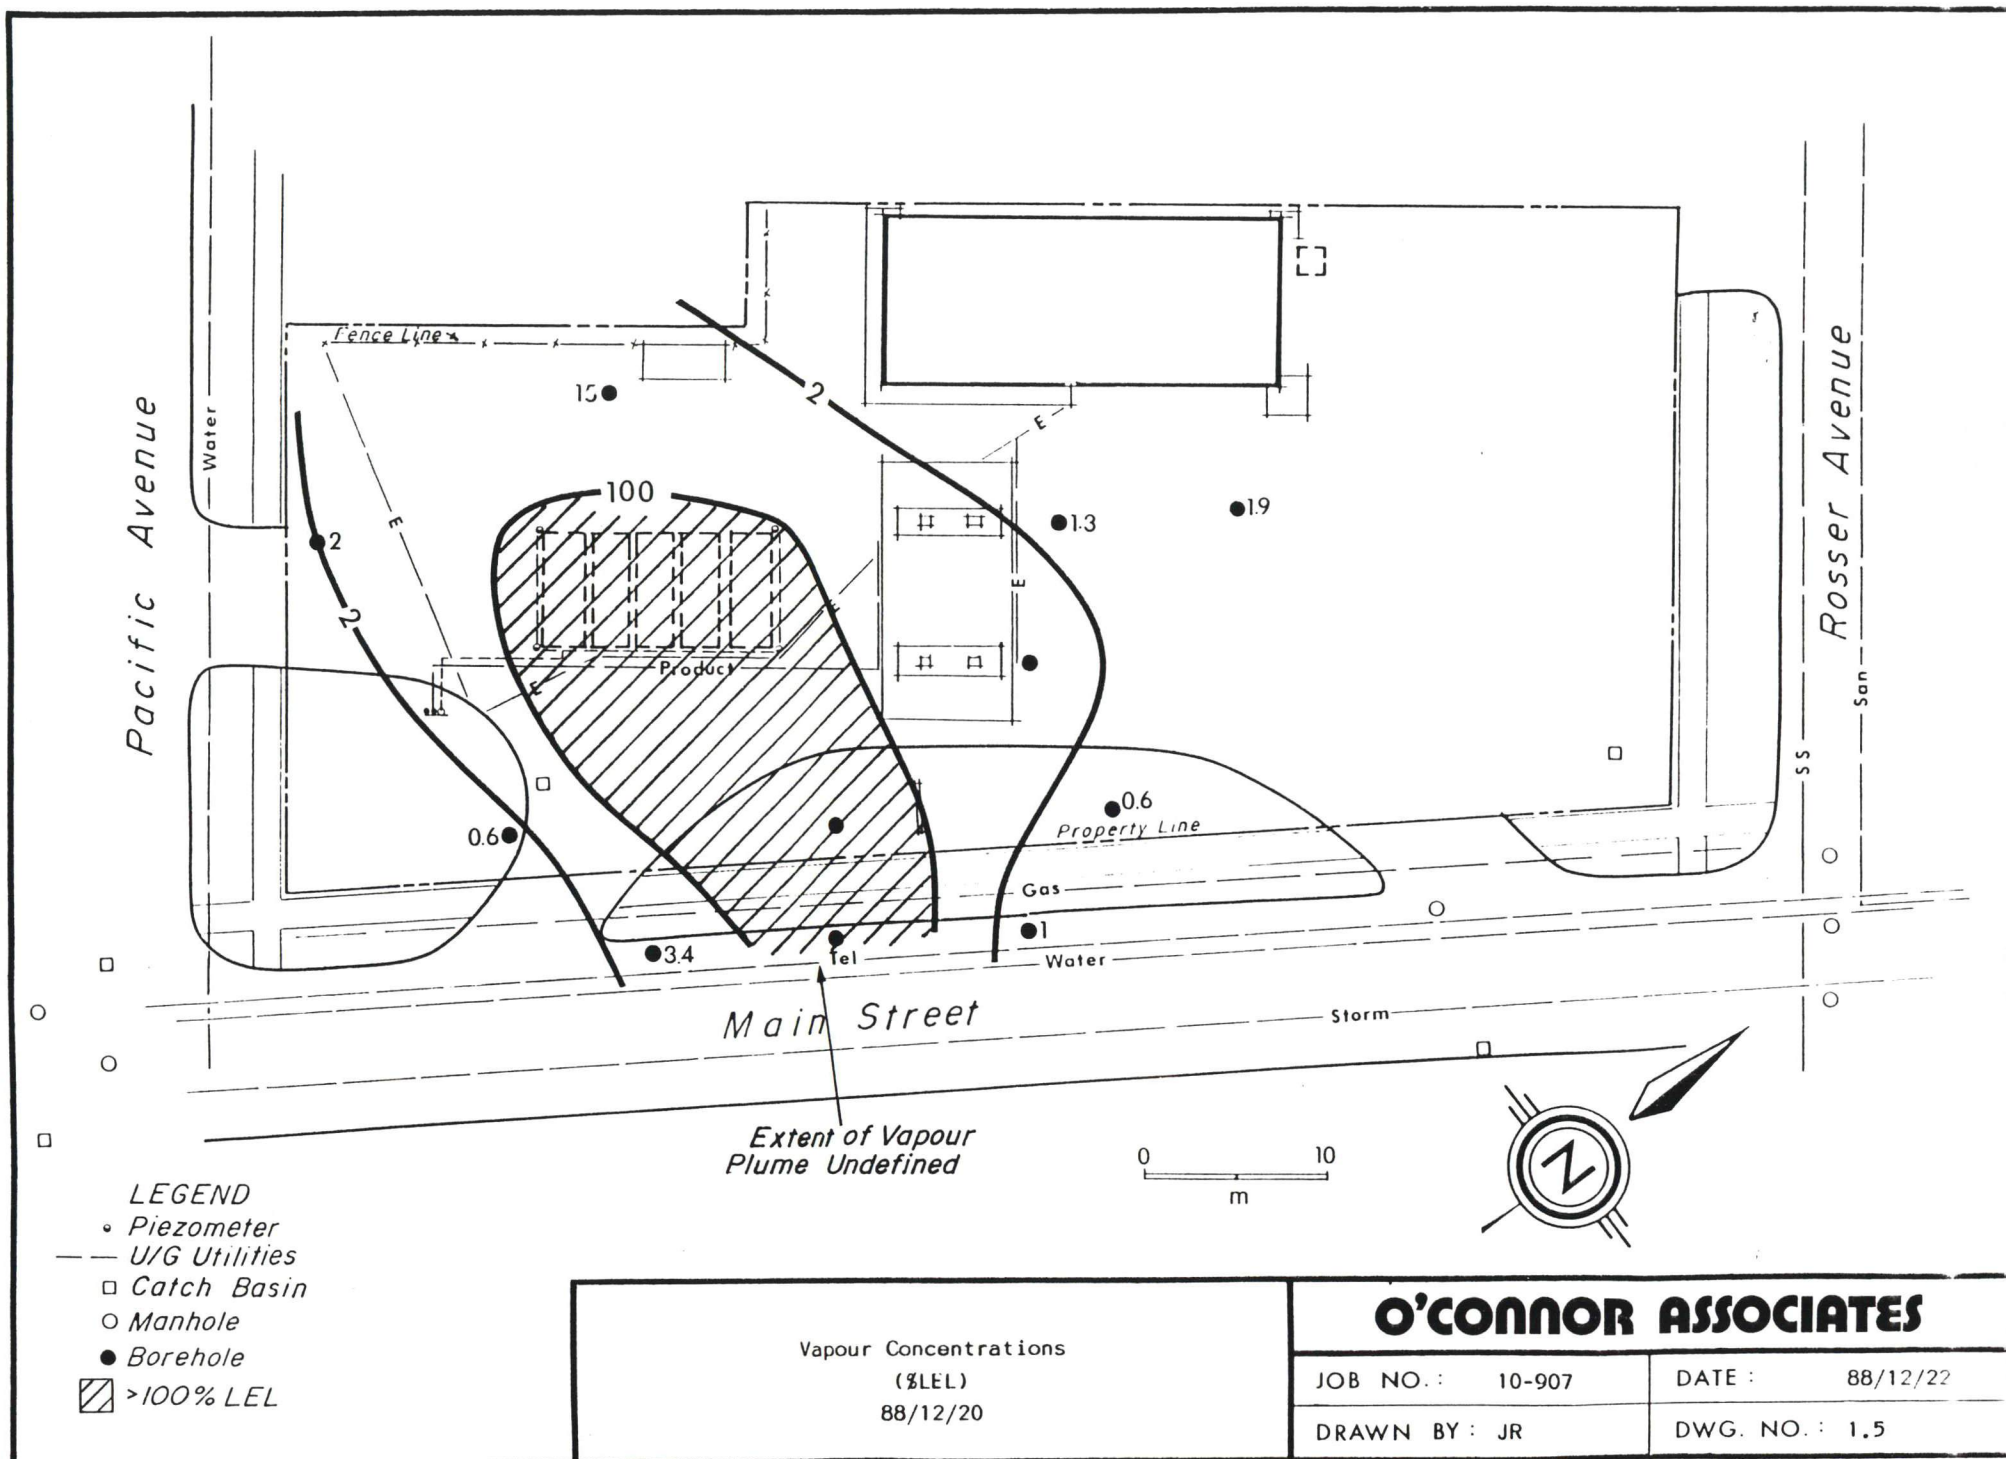 Water
Fence Line
15
2
E
E
100
1.3
1.9
2
2
E
E
Product
E
Pacific Avenue
Rosser Avenue
San
SS
0.6
0.6
Property Line
Gas
1
3.4
Tel
Water
Main Street
Storm
Extent of Vapour
Plume Undefined
0 10
m
N
LEGEND
Piezometer
U/G Utilities
Catch Basin
Manhole
Borehole
>100% LEL
Vapour Concentrations
(%LEL)
88/12/20
O'CONNOR ASSOCIATES
JOB NO.: 10-907
DATE: 88/12/22
DRAWN BY: JR
DWG. NO.: 1.5